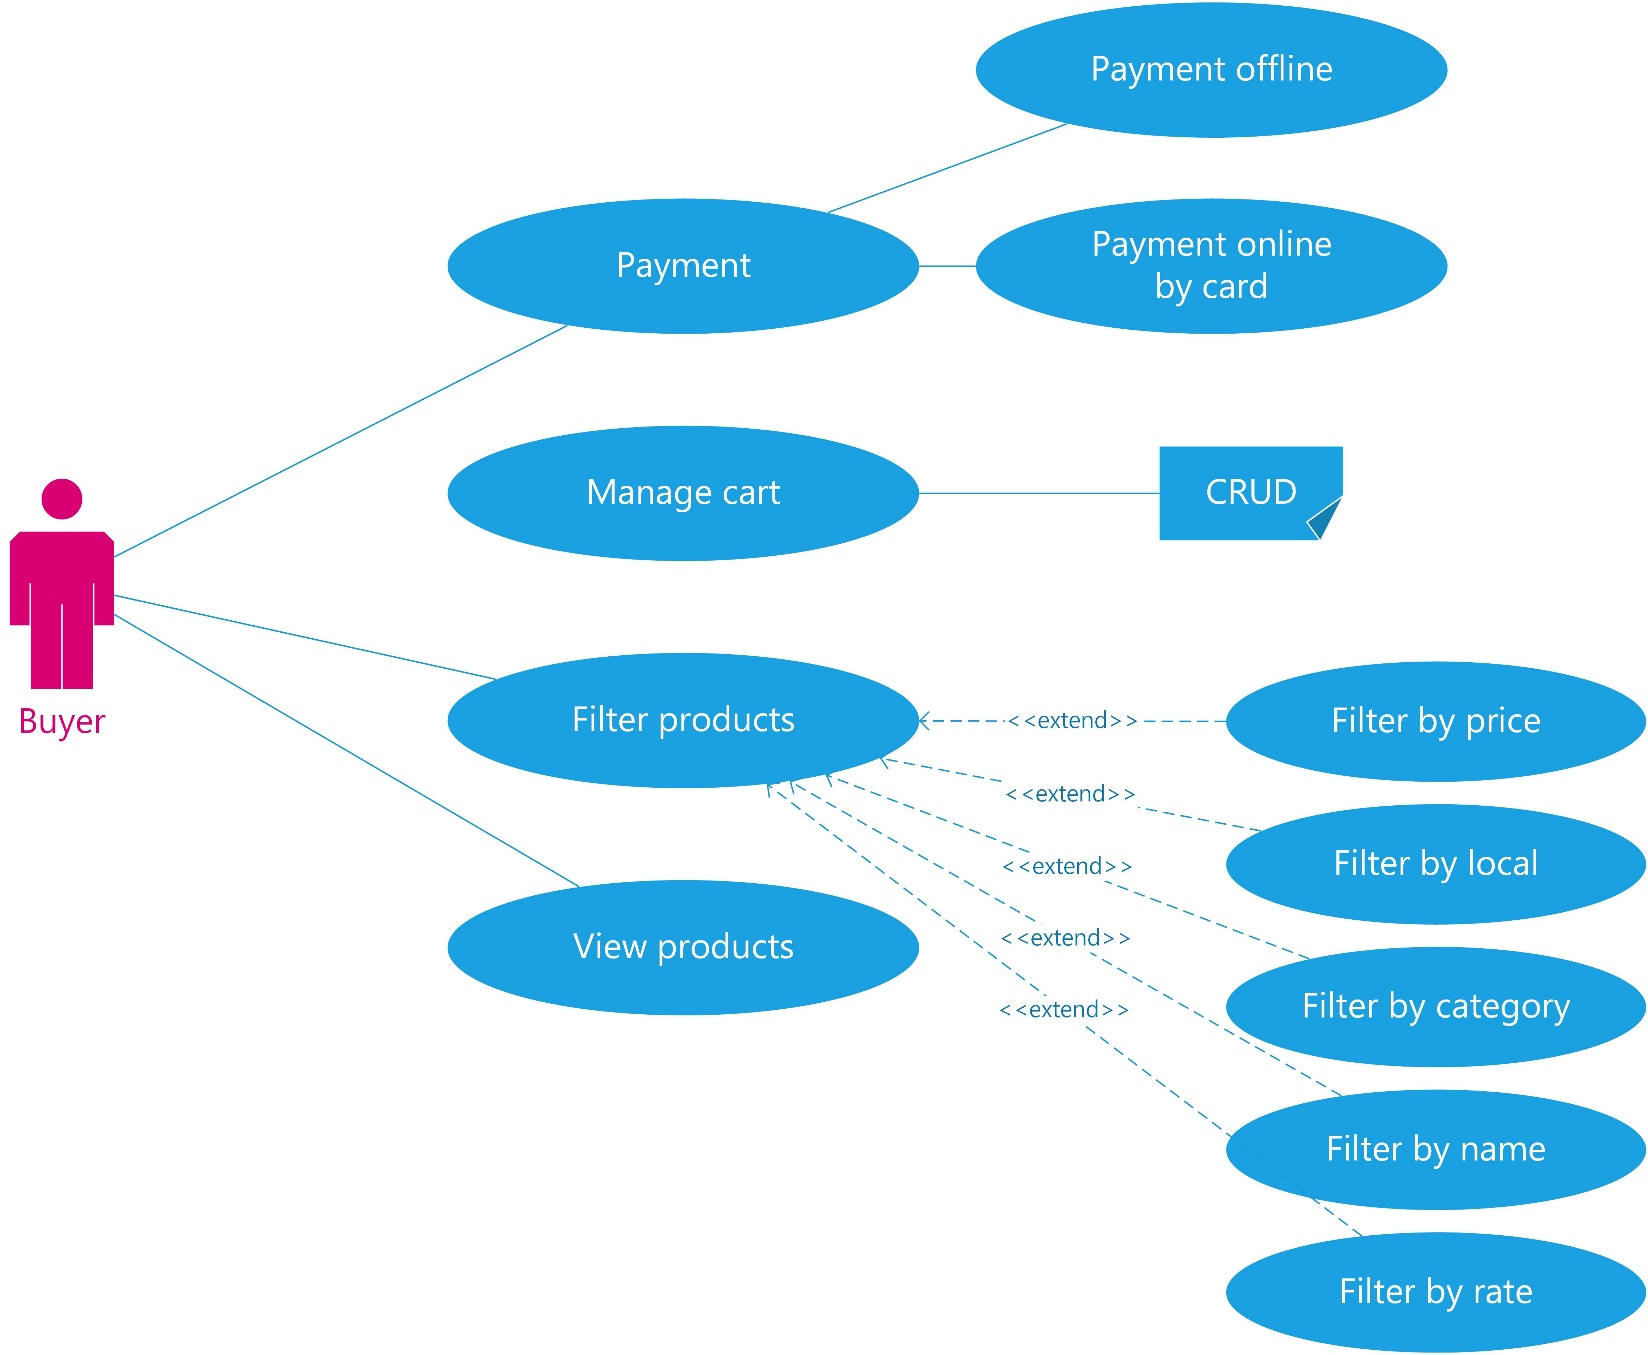 Payment offline
Payment
Payment online
by card
Manage cart
CRUD
Buyer
Filter products
<<extend>>
Filter by price
<<extend>>
Filter by local
<<extend>>
View products
<<extend>>
Filter by category
<<extend>>
Filter by name
Filter by rate